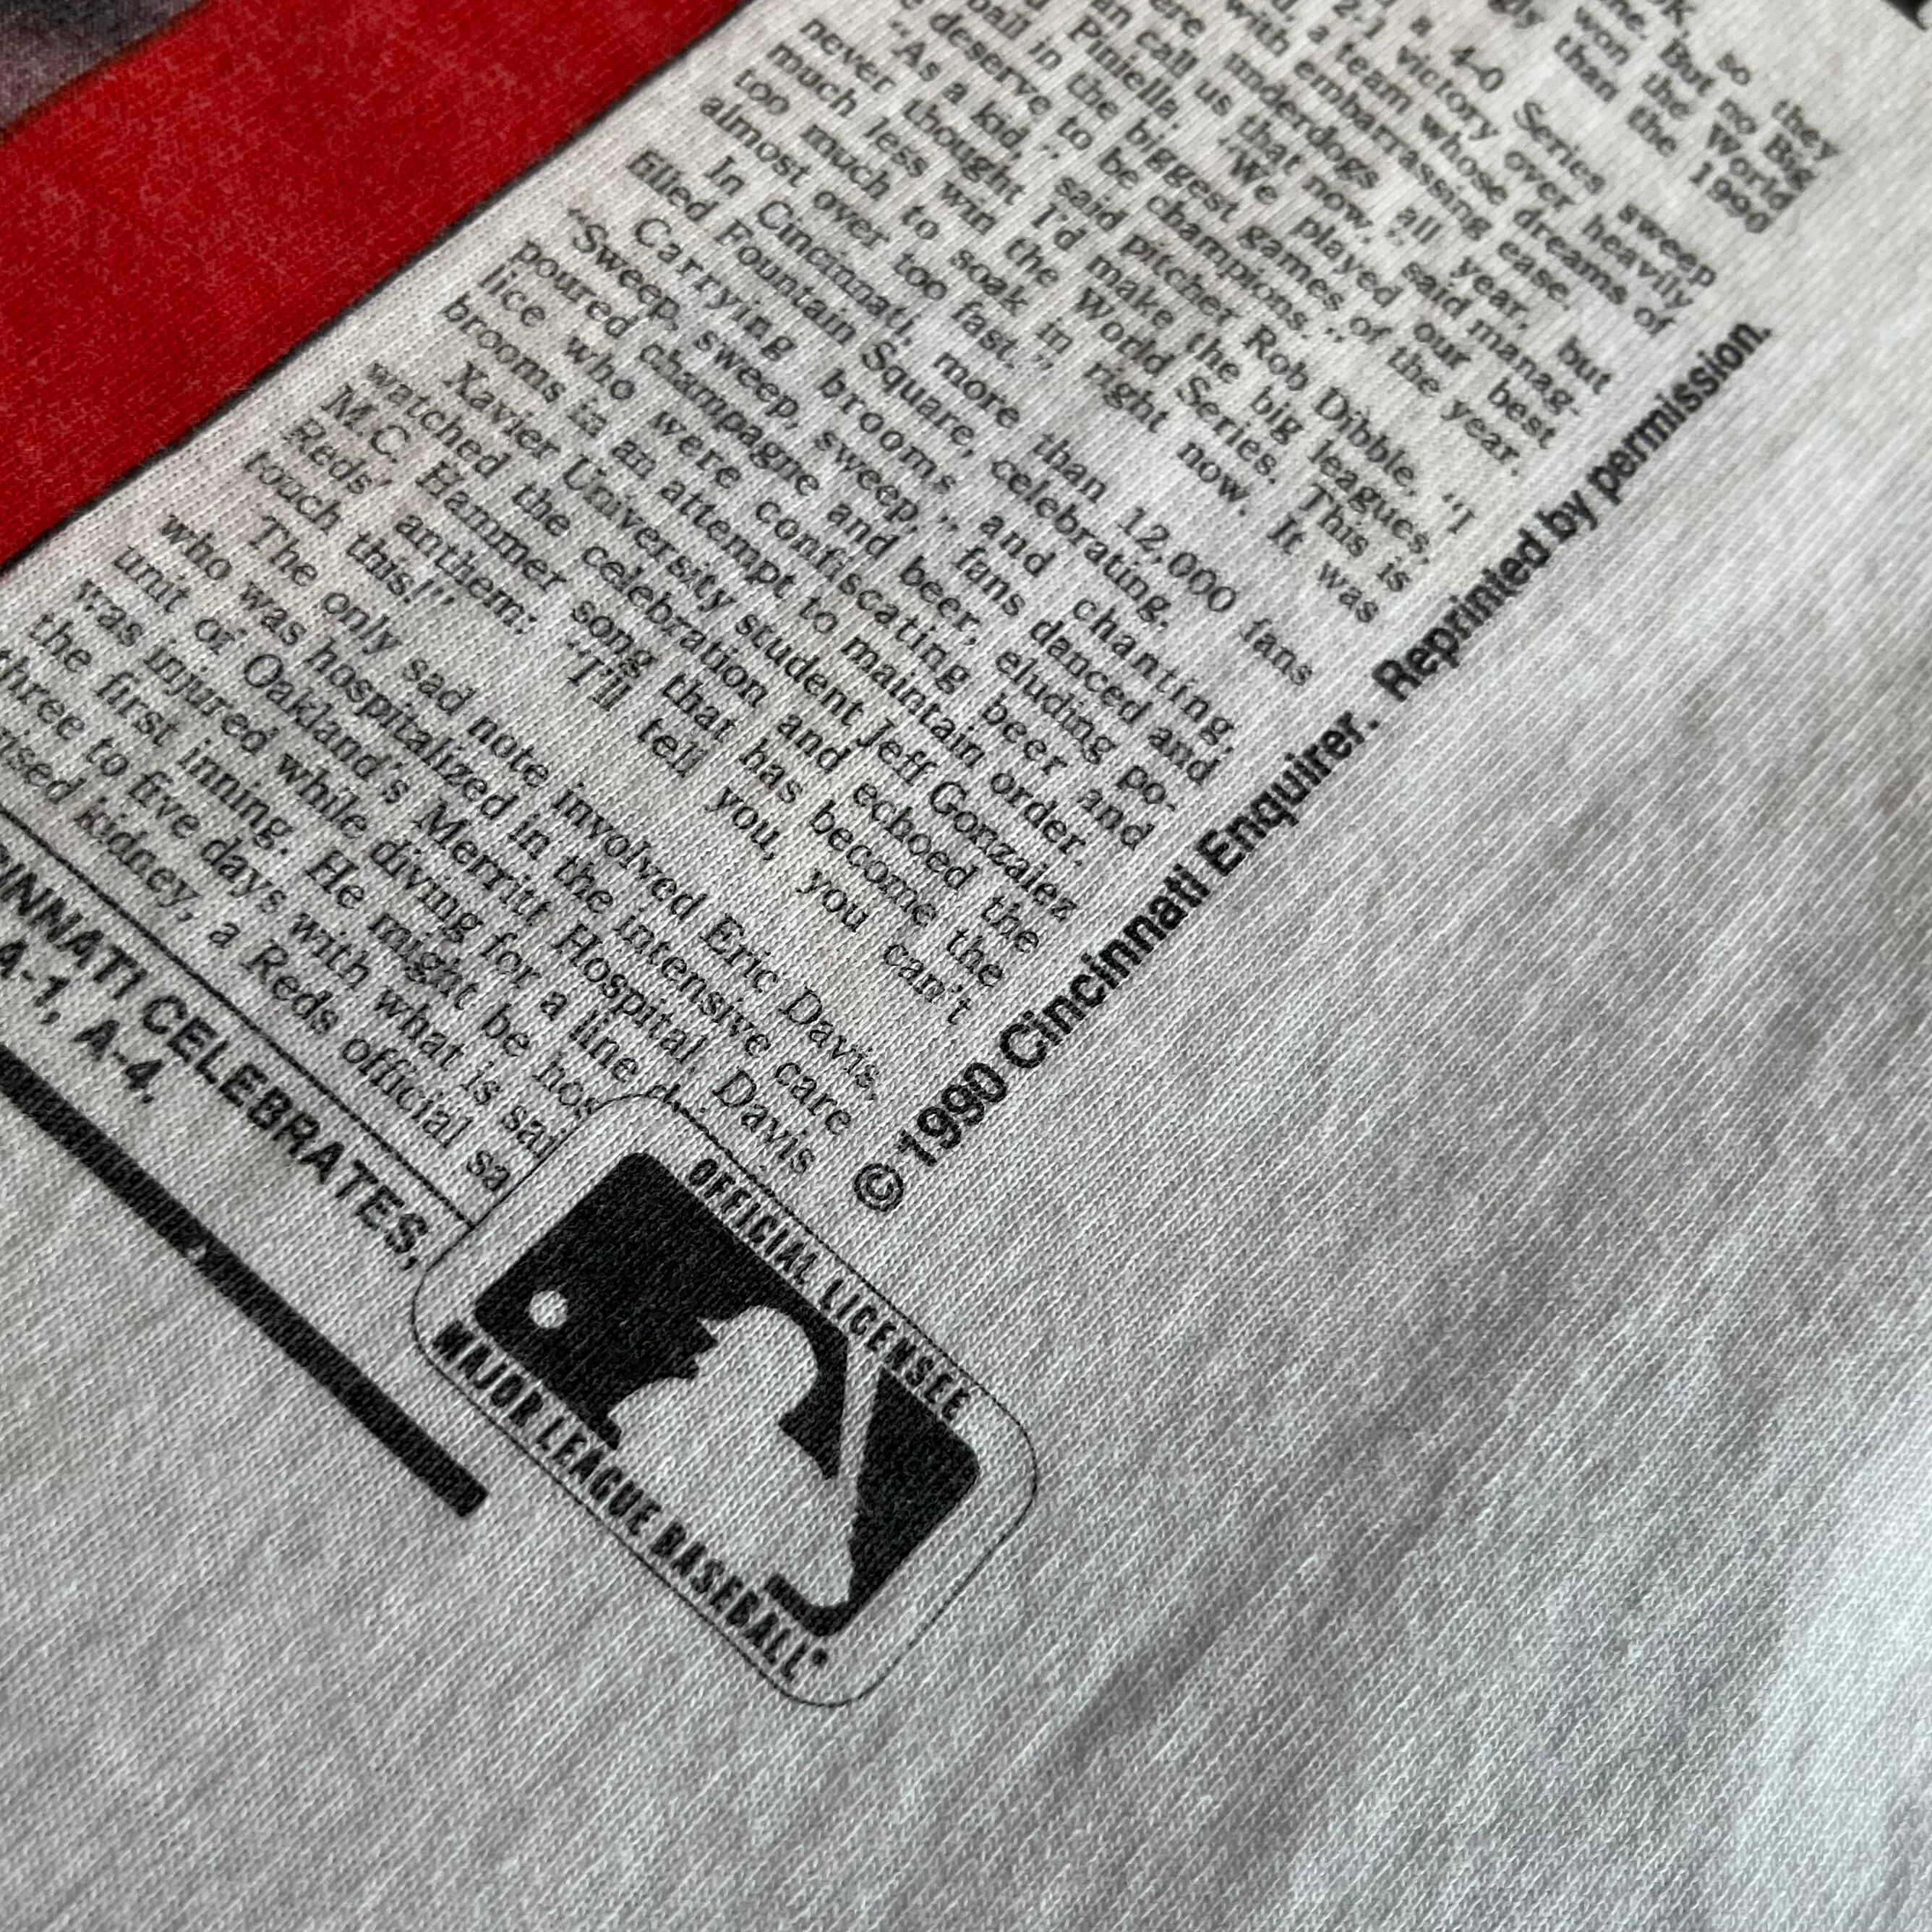 OK, so they
ne. But no Big
won the World
gly than the 1990
a 4-0 Series sweep
2-1 victory over heavily
a team whose dreams of
with embarrassing ease.
ere underdogs all year, but
an call us that now," said manag-
Piniella. "We played our best
ball in the biggest games of the year.
deserve to be champions."
"As a kid," said pitcher Rob Dibble, "I
never thought I'd make the big leagues,
much less win the World Series. This is
too much to soak in right now. It was
almost over too fast."
In Cincinnati, more than 12,000 fans
filled Fountain Square, celebrating.
Carrying brooms and chanting,
"Sweep, sweep, sweep," fans danced and
poured champagne and beer, eluding po-
lice who were confiscating beer and
brooms in an attempt to maintain order.
Xavier University student Jeff Gonzalez
watched the celebration and echoed the
M.C. Hammer song that has become the
Reds' anthem: "I'll tell you, you can't
touch this!"
The only sad note involved Eric Davis,
who was hospitalized in the intensive care
unit of Oakland's Merritt Hospital. Davis
was injured while diving for a line d
the first inning. He might be hos
three to five days with what is sai
ised kidney, a Reds official sa
INNATI CELEBRATES,
A-1, A-4.
© 1990 Cincinnati Enquirer. Reprinted by permission.
OFFICIAL LICENSEE
MAJOR LEAGUE BASEBALL®